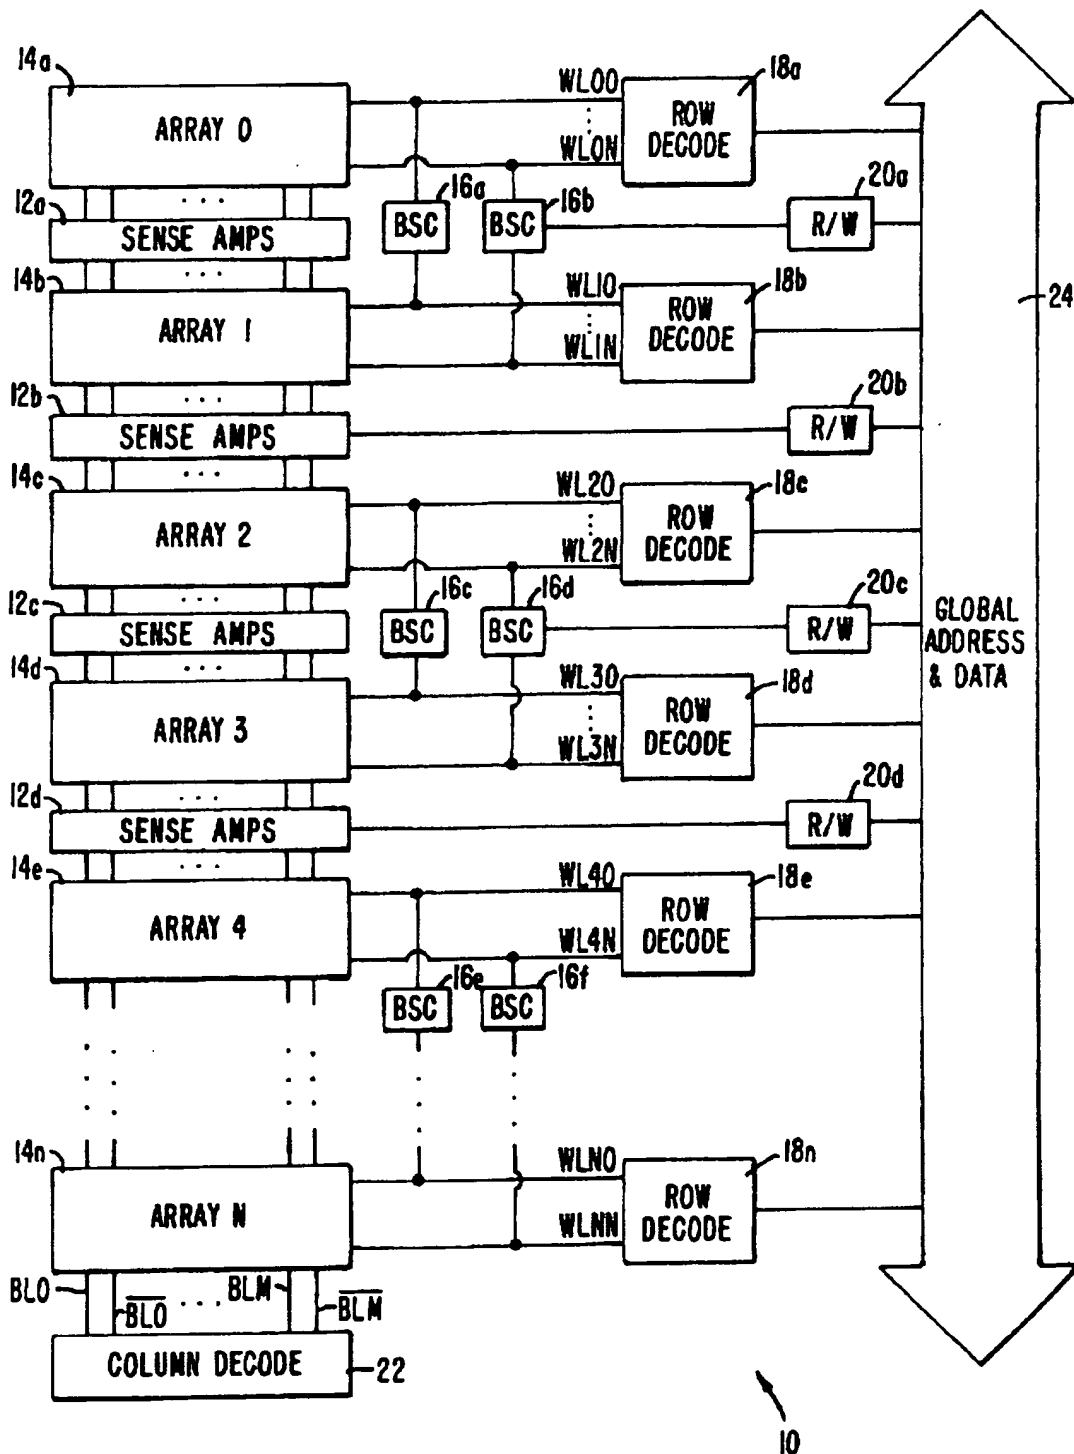 14a
ARRAY 0
WL00
WL0N
18a
ROW
DECODE
12a
SENSE AMPS
16a
BSC
16b
BSC
20a
R/W
14b
ARRAY 1
WL10
WL1N
18b
ROW
DECODE
24
12b
SENSE AMPS
20b
R/W
14c
ARRAY 2
WL20
WL2N
18c
ROW
DECODE
12c
SENSE AMPS
16c
BSC
16d
BSC
20c
R/W
GLOBAL
ADDRESS
& DATA
14d
ARRAY 3
WL30
WL3N
18d
ROW
DECODE
12d
SENSE AMPS
20d
R/W
14e
ARRAY 4
WL40
WL4N
18e
ROW
DECODE
16e
BSC
16f
BSC
14n
ARRAY N
WLN0
WLNN
18n
ROW
DECODE
BL0
B̅L̅0̅
BLM
B̅L̅M̅
COLUMN DECODE
22
10